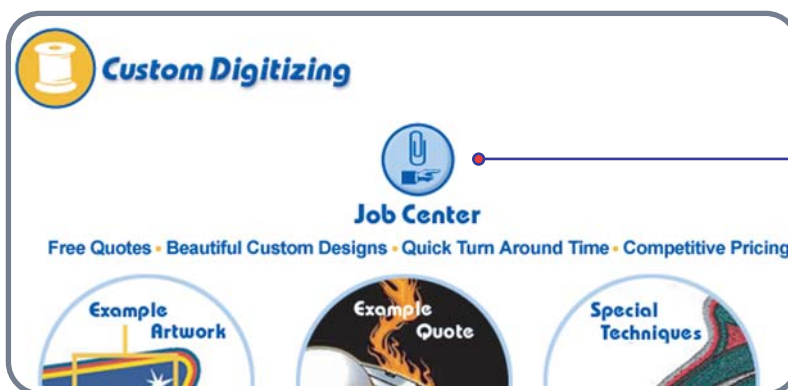 Custom Digitizing
Job Center
Free Quotes • Beautiful Custom Designs • Quick Turn Around Time • Competitive Pricing
Example
Artwork
Example
Quote
Special
Techniques